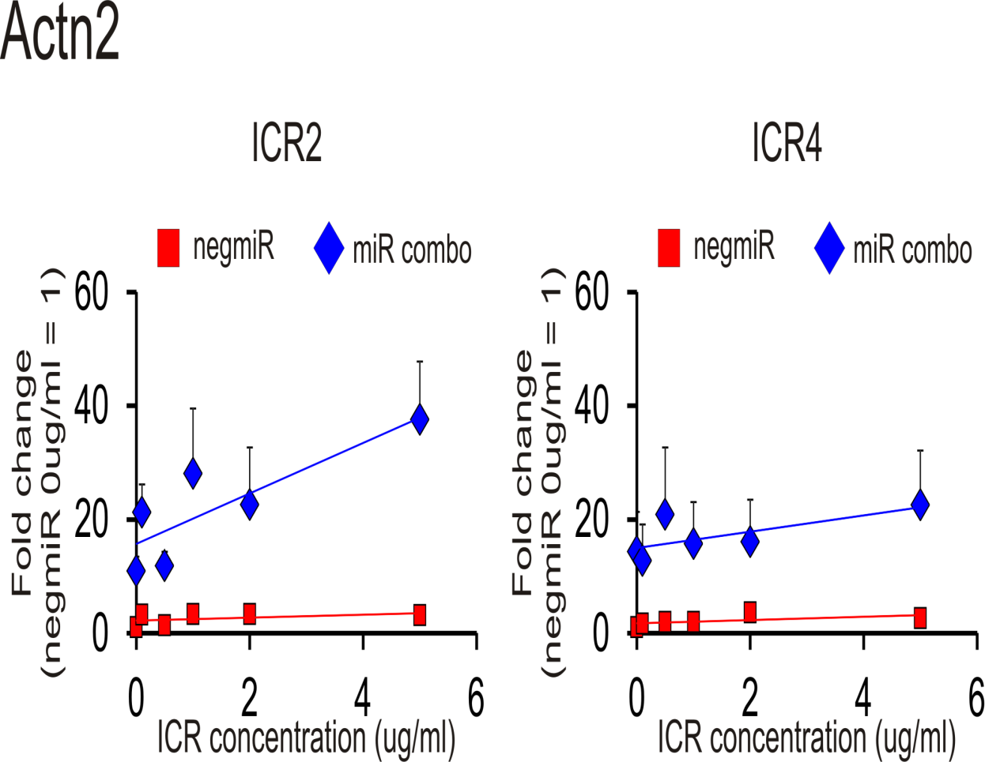 Actn2
ICR2
negmiR miR combo
Fold change
(negmiR 0ug/ml = 1)
60
40
20
0
0 2 4 6
ICR concentration (ug/ml)
ICR4
negmiR miR combo
Fold change
(negmiR 0ug/ml = 1)
60
40
20
0
0 2 4 6
ICR concentration (ug/ml)